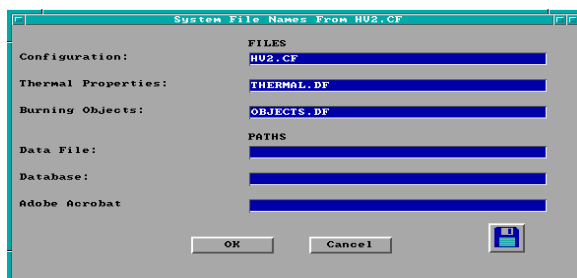 System File Names From HV2.CF
FILES
Configuration: HV2.CF
Thermal Properties: THERMAL.DF
Burning Objects: OBJECTS.DF
PATHS
Data File:
Database:
Adobe Acrobat
OK Cancel